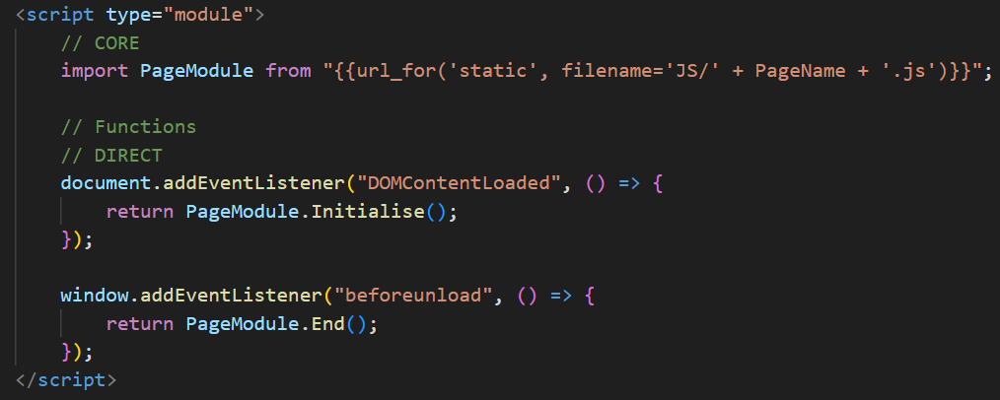 <script type="module">
    // CORE
    import PageModule from "{{url_for('static', filename='JS/' + PageName + '.js')}}";

    // Functions
    // DIRECT
    document.addEventListener("DOMContentLoaded", () => {
        return PageModule.Initialise();
    });

    window.addEventListener("beforeunload", () => {
        return PageModule.End();
    });
</script>